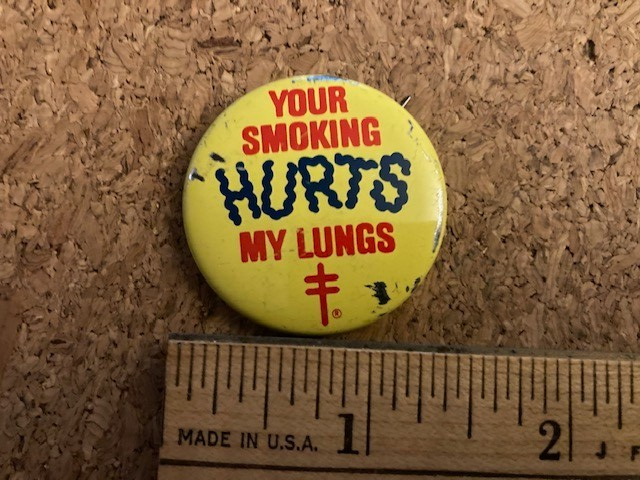 YOUR
SMOKING
HURTS
MY LUNGS
®
MADE IN U.S.A. 1 2 J F